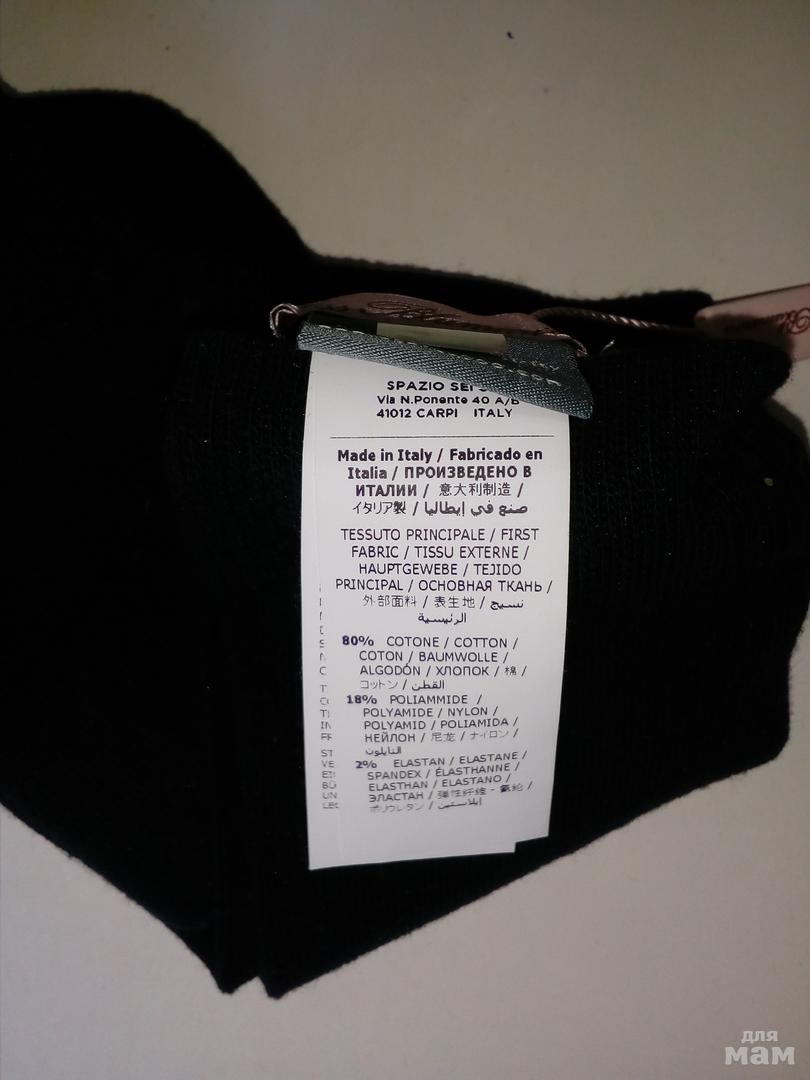 SPAZIO SEI
Via N.Ponente 40 A/B
41012 CARPI ITALY
Made in Italy / Fabricado en
Italia / ПРОИЗВЕДЕНО В
ИТАЛИИ / 意大利制造 /
イタリア製 / صنع في إيطاليا
TESSUTO PRINCIPALE / FIRST
FABRIC / TISSU EXTERNE /
HAUPTGEWEBE / TEJIDO
PRINCIPAL / ОСНОВНАЯ ТКАНЬ /
外部面料 / 表生地 / نسيج
الرئيسية
80% COTONE / COTTON /
COTON / BAUMWOLLE /
ALGODÓN / ХЛОПОК / 棉 /
コットン / القطن
18% POLIAMMIDE /
POLYAMIDE / NYLON /
POLYAMID / POLIAMIDA /
НЕЙЛОН / 尼龙 / ナイロン /
النايلون
2% ELASTAN / ELASTANE /
SPANDEX / ÉLASTHANNE /
ELASTHAN / ELASTANO /
ЭЛАСТАН / 弹性纤维 - 氨纶 /
ポリウレタン / إيلاستين
для
мам